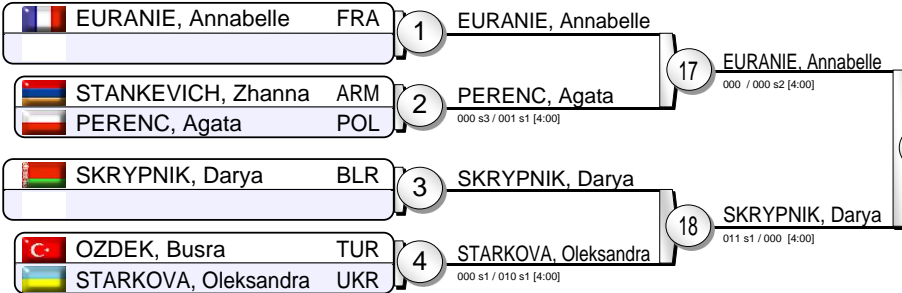 EURANIE, Annabelle FRA
1
EURANIE, Annabelle
STANKEVICH, Zhanna ARM
PERENC, Agata POL
2
PERENC, Agata
000 s3 / 001 s1 [4:00]
17
EURANIE, Annabelle
000 / 000 s2 [4:00]
SKRYPNIK, Darya BLR
3
SKRYPNIK, Darya
OZDEK, Busra TUR
STARKOVA, Oleksandra UKR
4
STARKOVA, Oleksandra
000 s1 / 010 s1 [4:00]
18
SKRYPNIK, Darya
011 s1 / 000 [4:00]